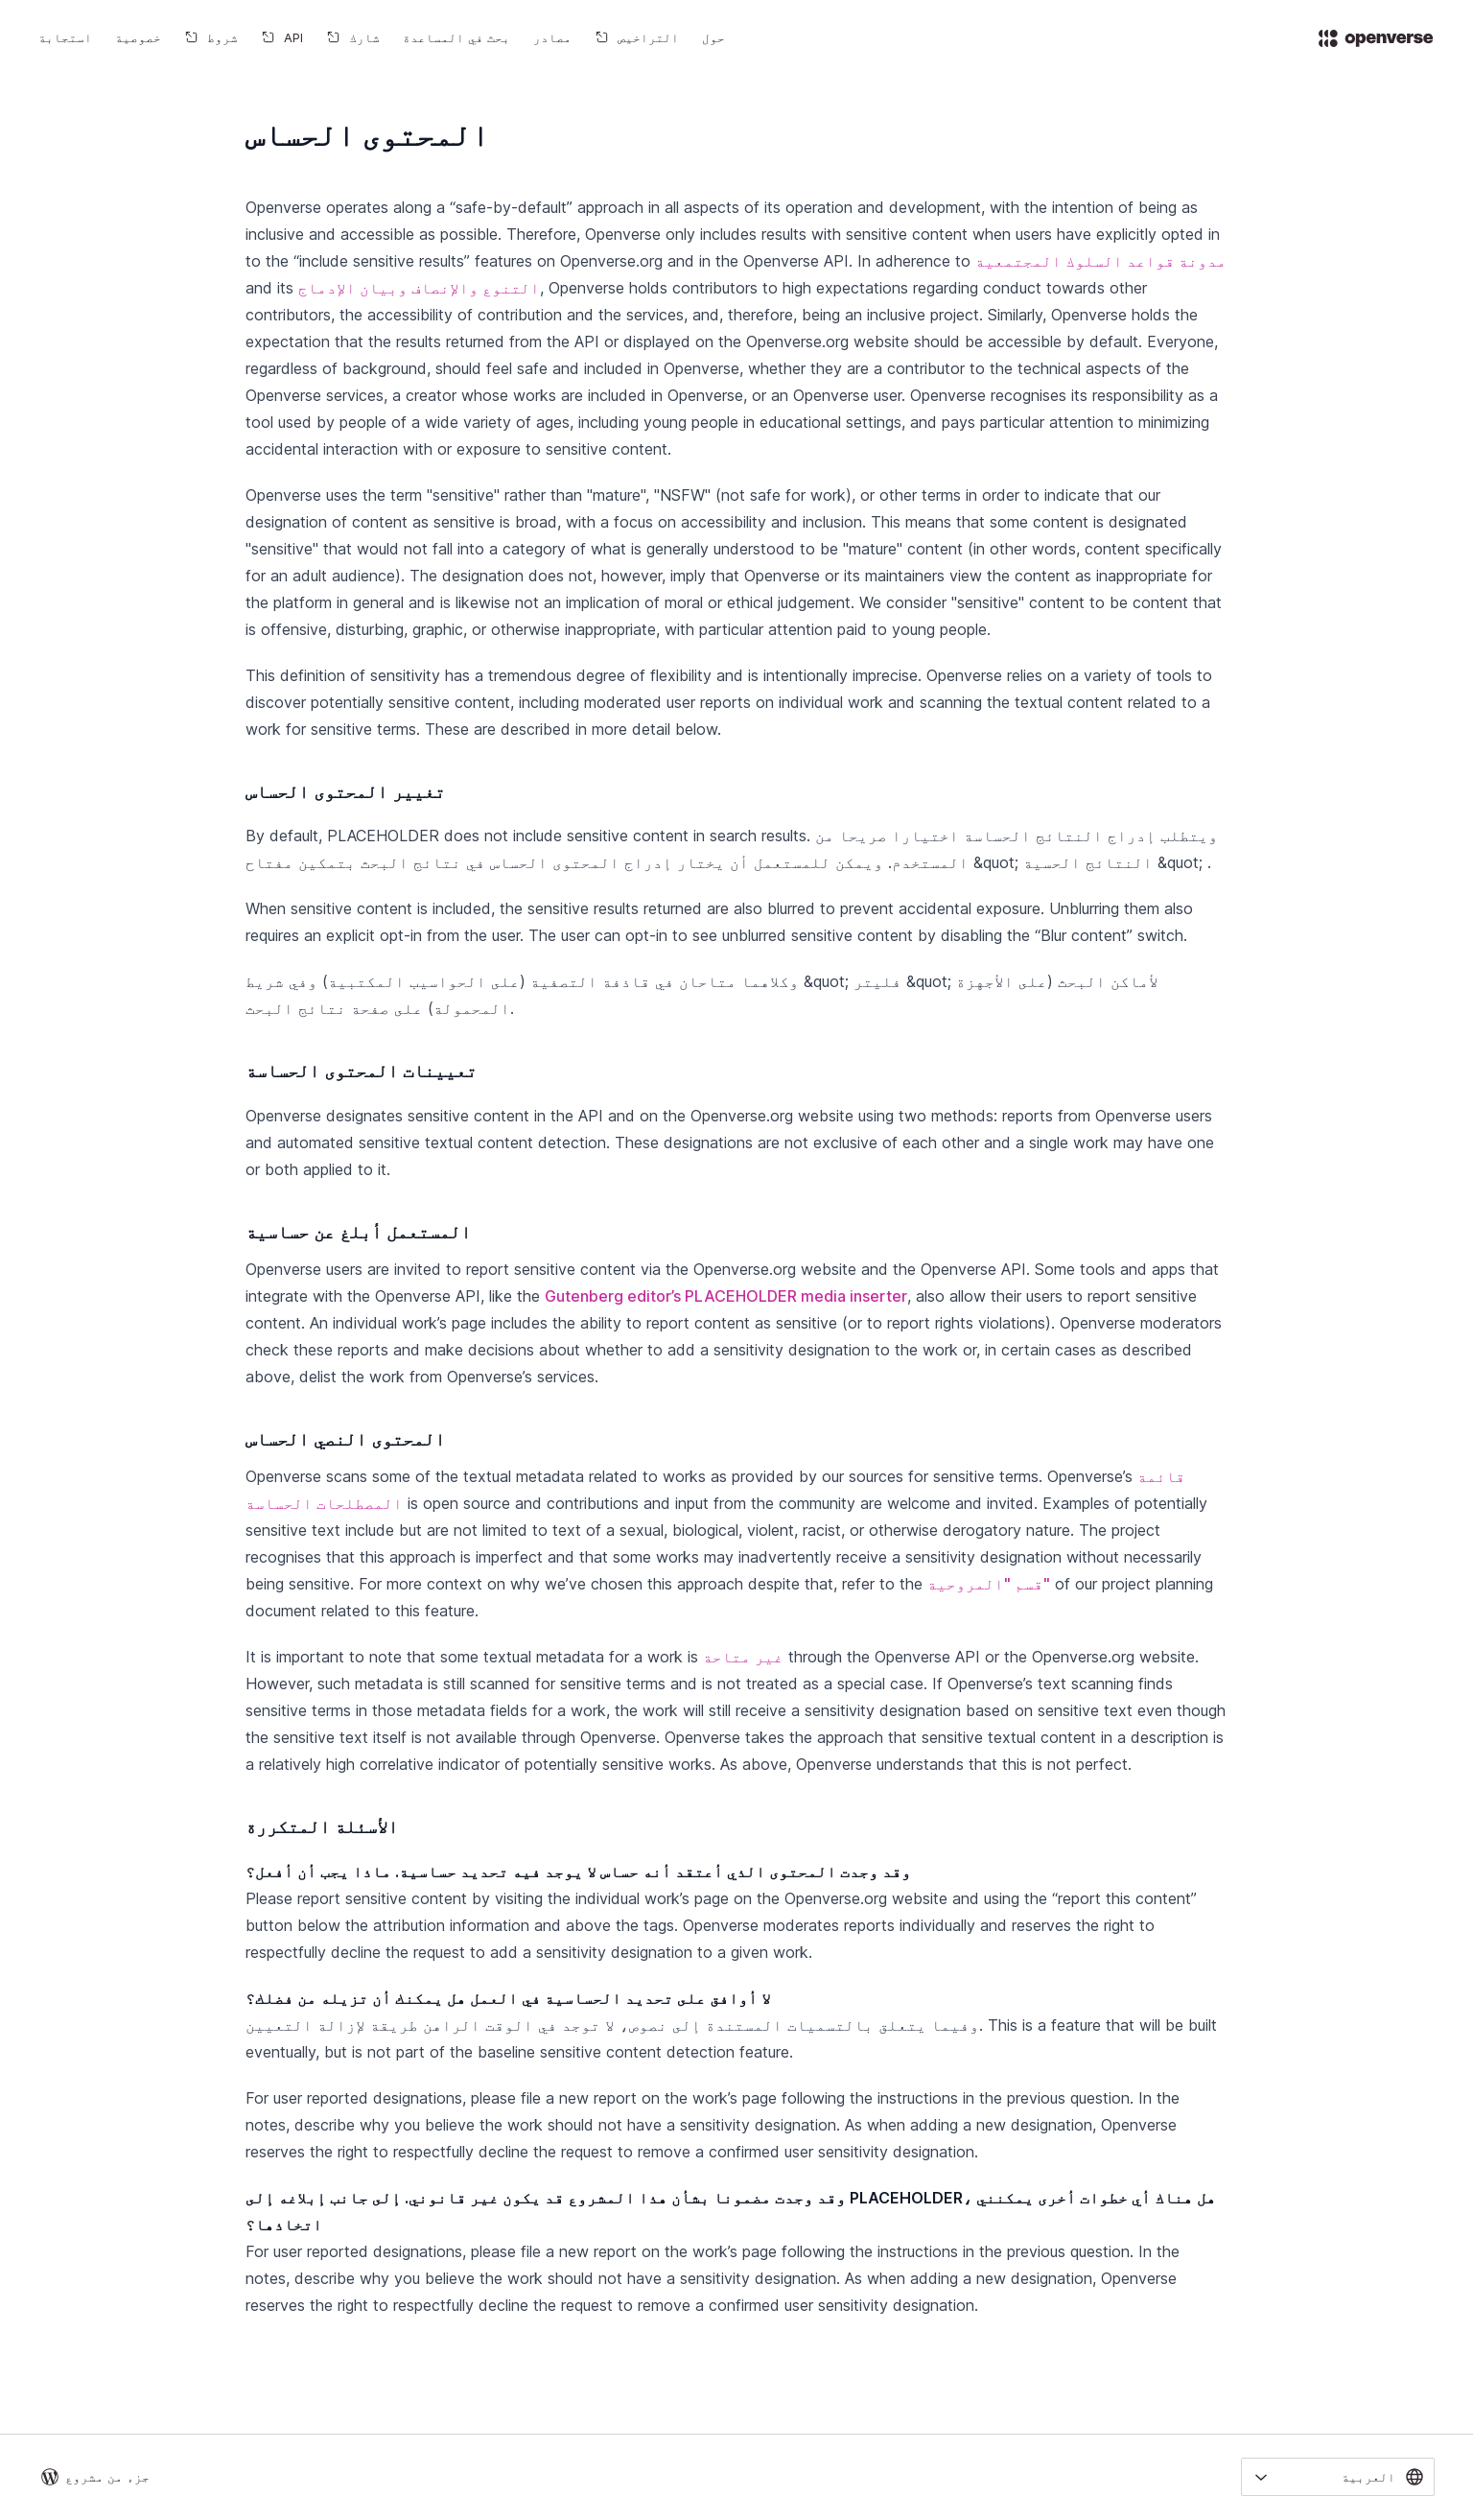 openverse
حول
التراخيص
مصادر
بحث في المساعدة
شارك
API
شروط
خصوصية
استجابة
المحتوى الحساس
Openverse operates along a “safe-by-default” approach in all aspects of its operation and development, with the intention of being as
inclusive and accessible as possible. Therefore, Openverse only includes results with sensitive content when users have explicitly opted in
to the “include sensitive results” features on Openverse.org and in the Openverse API. In adherence to مدونة قواعد السلوك المجتمعية
and its التنوع والإنصاف وبيان الإدماج, Openverse holds contributors to high expectations regarding conduct towards other
contributors, the accessibility of contribution and the services, and, therefore, being an inclusive project. Similarly, Openverse holds the
expectation that the results returned from the API or displayed on the Openverse.org website should be accessible by default. Everyone,
regardless of background, should feel safe and included in Openverse, whether they are a contributor to the technical aspects of the
Openverse services, a creator whose works are included in Openverse, or an Openverse user. Openverse recognises its responsibility as a
tool used by people of a wide variety of ages, including young people in educational settings, and pays particular attention to minimizing
accidental interaction with or exposure to sensitive content.
Openverse uses the term "sensitive" rather than "mature", "NSFW" (not safe for work), or other terms in order to indicate that our
designation of content as sensitive is broad, with a focus on accessibility and inclusion. This means that some content is designated
"sensitive" that would not fall into a category of what is generally understood to be "mature" content (in other words, content specifically
for an adult audience). The designation does not, however, imply that Openverse or its maintainers view the content as inappropriate for
the platform in general and is likewise not an implication of moral or ethical judgement. We consider "sensitive" content to be content that
is offensive, disturbing, graphic, or otherwise inappropriate, with particular attention paid to young people.
This definition of sensitivity has a tremendous degree of flexibility and is intentionally imprecise. Openverse relies on a variety of tools to
discover potentially sensitive content, including moderated user reports on individual work and scanning the textual content related to a
work for sensitive terms. These are described in more detail below.
تغيير المحتوى الحساس
By default, PLACEHOLDER does not include sensitive content in search results. ويتطلب إدراج النتائج الحساسة اختيارا صريحا من
المستخدم. ويمكن للمستعمل أن يختار إدراج المحتوى الحساس في نتائج البحث بتمكين مفتاح &quot; النتائج الحسية &quot; .
When sensitive content is included, the sensitive results returned are also blurred to prevent accidental exposure. Unblurring them also
requires an explicit opt-in from the user. The user can opt-in to see unblurred sensitive content by disabling the “Blur content” switch.
وكلاهما متاحان في قاذفة التصفية (على الحواسيب المكتبية) وفي شريط &quot; فليتر &quot; لأماكن البحث (على الأجهزة
المحمولة) على صفحة نتائج البحث.
تعيينات المحتوى الحساسة
Openverse designates sensitive content in the API and on the Openverse.org website using two methods: reports from Openverse users
and automated sensitive textual content detection. These designations are not exclusive of each other and a single work may have one
or both applied to it.
المستعمل أبلغ عن حساسية
Openverse users are invited to report sensitive content via the Openverse.org website and the Openverse API. Some tools and apps that
integrate with the Openverse API, like the Gutenberg editor’s PLACEHOLDER media inserter, also allow their users to report sensitive
content. An individual work’s page includes the ability to report content as sensitive (or to report rights violations). Openverse moderators
check these reports and make decisions about whether to add a sensitivity designation to the work or, in certain cases as described
above, delist the work from Openverse’s services.
المحتوى النصي الحساس
Openverse scans some of the textual metadata related to works as provided by our sources for sensitive terms. Openverse’s قائمة
المصطلحات الحساسة is open source and contributions and input from the community are welcome and invited. Examples of potentially
sensitive text include but are not limited to text of a sexual, biological, violent, racist, or otherwise derogatory nature. The project
recognises that this approach is imperfect and that some works may inadvertently receive a sensitivity designation without necessarily
being sensitive. For more context on why we’ve chosen this approach despite that, refer to the قسم "المروحية" of our project planning
document related to this feature.
It is important to note that some textual metadata for a work is غير متاحة through the Openverse API or the Openverse.org website.
However, such metadata is still scanned for sensitive terms and is not treated as a special case. If Openverse’s text scanning finds
sensitive terms in those metadata fields for a work, the work will still receive a sensitivity designation based on sensitive text even though
the sensitive text itself is not available through Openverse. Openverse takes the approach that sensitive textual content in a description is
a relatively high correlative indicator of potentially sensitive works. As above, Openverse understands that this is not perfect.
الأسئلة المتكررة
وقد وجدت المحتوى الذي أعتقد أنه حساس لا يوجد فيه تحديد حساسية. ماذا يجب أن أفعل؟
Please report sensitive content by visiting the individual work’s page on the Openverse.org website and using the “report this content”
button below the attribution information and above the tags. Openverse moderates reports individually and reserves the right to
respectfully decline the request to add a sensitivity designation to a given work.
لا أوافق على تحديد الحساسية في العمل هل يمكنك أن تزيله من فضلك؟
وفيما يتعلق بالتسميات المستندة إلى نصوص، لا توجد في الوقت الراهن طريقة لإزالة التعيين. This is a feature that will be built
eventually, but is not part of the baseline sensitive content detection feature.
For user reported designations, please file a new report on the work’s page following the instructions in the previous question. In the
notes, describe why you believe the work should not have a sensitivity designation. As when adding a new designation, Openverse
reserves the right to respectfully decline the request to remove a confirmed user sensitivity designation.
وقد وجدت مضمونا بشأن هذا المشروع قد يكون غير قانوني. إلى جانب إبلاغه إلى PLACEHOLDER، هل هناك أي خطوات أخرى يمكنني
اتخاذها؟
For user reported designations, please file a new report on the work’s page following the instructions in the previous question. In the
notes, describe why you believe the work should not have a sensitivity designation. As when adding a new designation, Openverse
reserves the right to respectfully decline the request to remove a confirmed user sensitivity designation.
العربية
جزء من مشروع